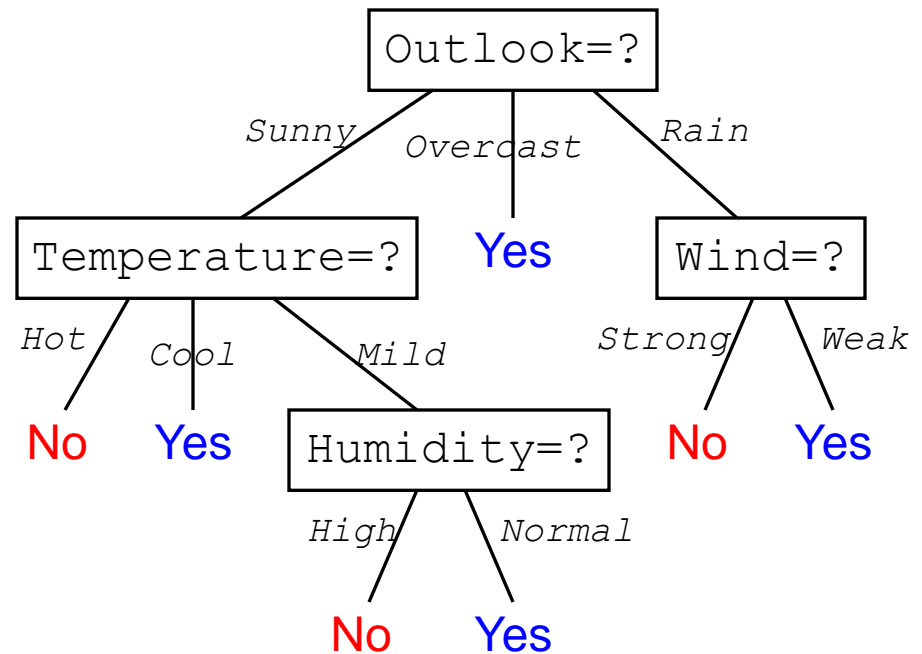 Outlook=?
Sunny Overcast Rain
Temperature=? Yes Wind=?
Hot Cool Mild Strong Weak
No Yes Humidity=? No Yes
High Normal
No Yes